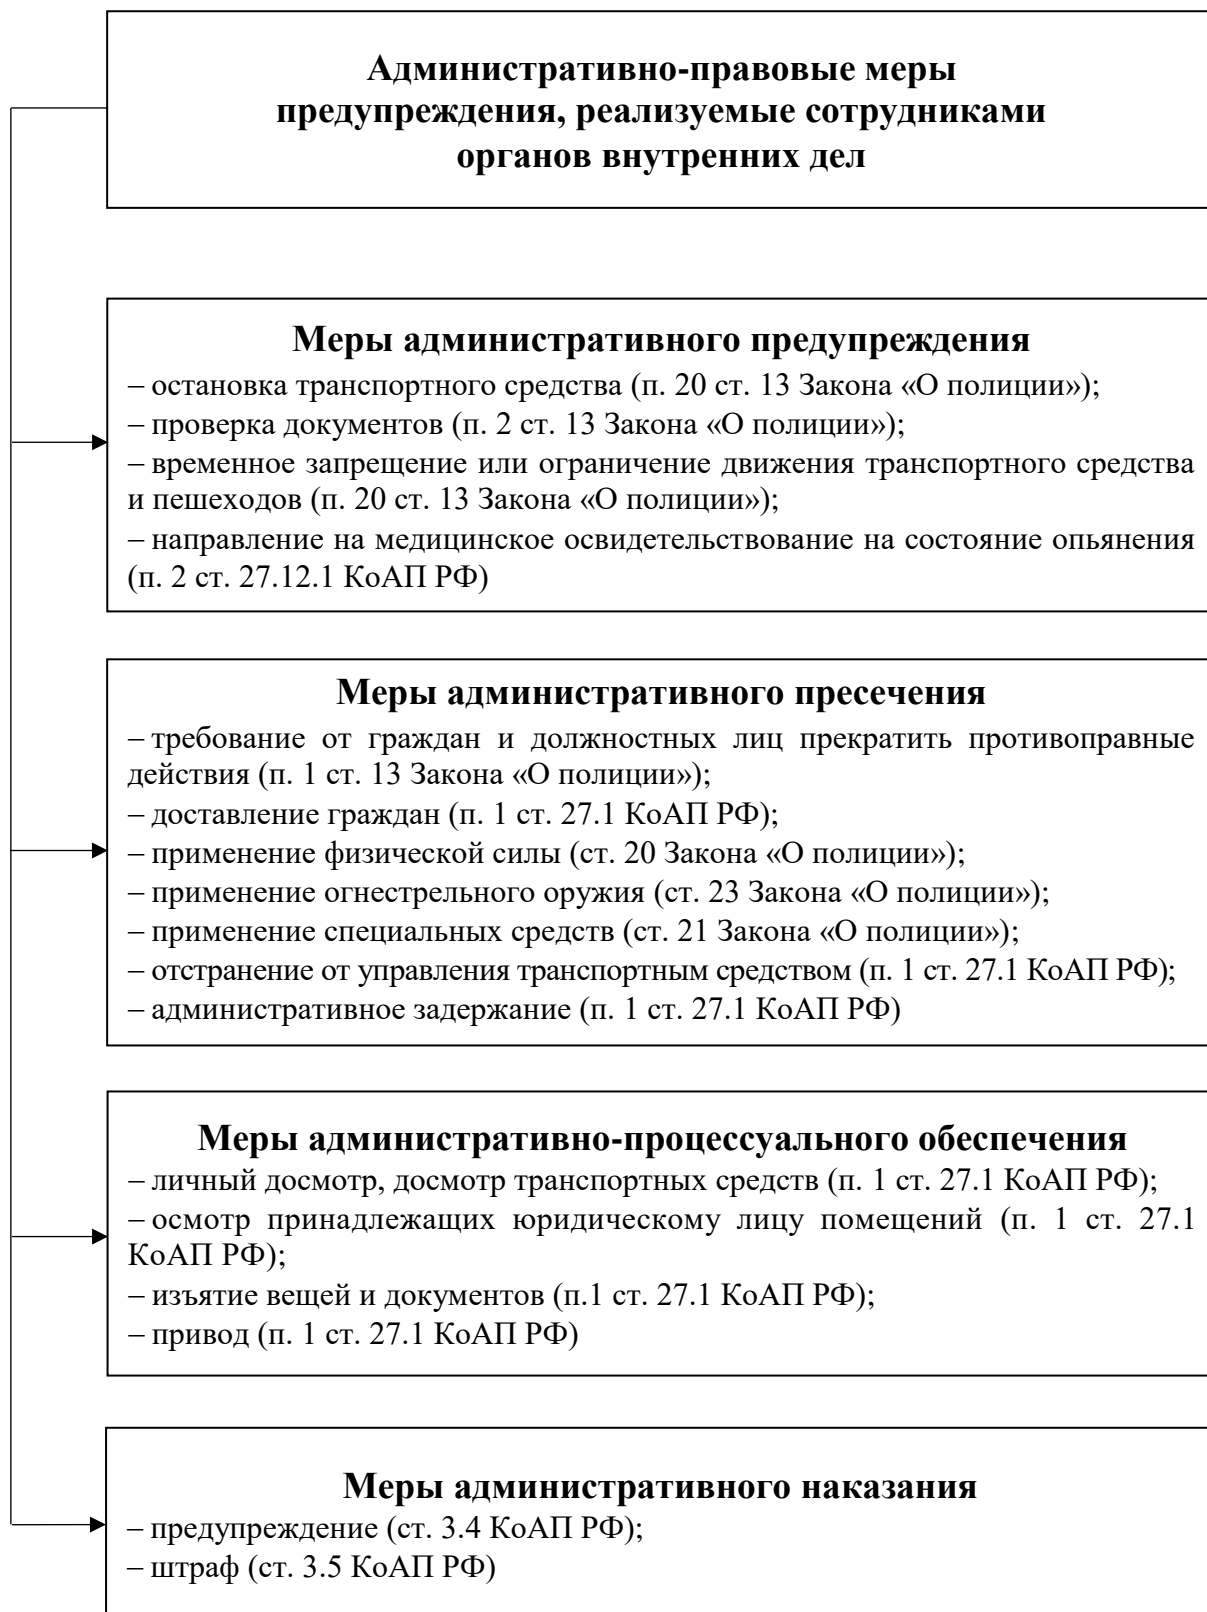 Административно-правовые меры
предупреждения, реализуемые сотрудниками
органов внутренних дел
Меры административного предупреждения
– остановка транспортного средства (п. 20 ст. 13 Закона «О полиции»);
– проверка документов (п. 2 ст. 13 Закона «О полиции»);
– временное запрещение или ограничение движения транспортного средства
и пешеходов (п. 20 ст. 13 Закона «О полиции»);
– направление на медицинское освидетельствование на состояние опьянения
(п. 2 ст. 27.12.1 КоАП РФ)
Меры административного пресечения
– требование от граждан и должностных лиц прекратить противоправные
действия (п. 1 ст. 13 Закона «О полиции»);
– доставление граждан (п. 1 ст. 27.1 КоАП РФ);
– применение физической силы (ст. 20 Закона «О полиции»);
– применение огнестрельного оружия (ст. 23 Закона «О полиции»);
– применение специальных средств (ст. 21 Закона «О полиции»);
– отстранение от управления транспортным средством (п. 1 ст. 27.1 КоАП РФ);
– административное задержание (п. 1 ст. 27.1 КоАП РФ)
Меры административно-процессуального обеспечения
– личный досмотр, досмотр транспортных средств (п. 1 ст. 27.1 КоАП РФ);
– осмотр принадлежащих юридическому лицу помещений (п. 1 ст. 27.1
КоАП РФ);
– изъятие вещей и документов (п.1 ст. 27.1 КоАП РФ);
– привод (п. 1 ст. 27.1 КоАП РФ)
Меры административного наказания
– предупреждение (ст. 3.4 КоАП РФ);
– штраф (ст. 3.5 КоАП РФ)